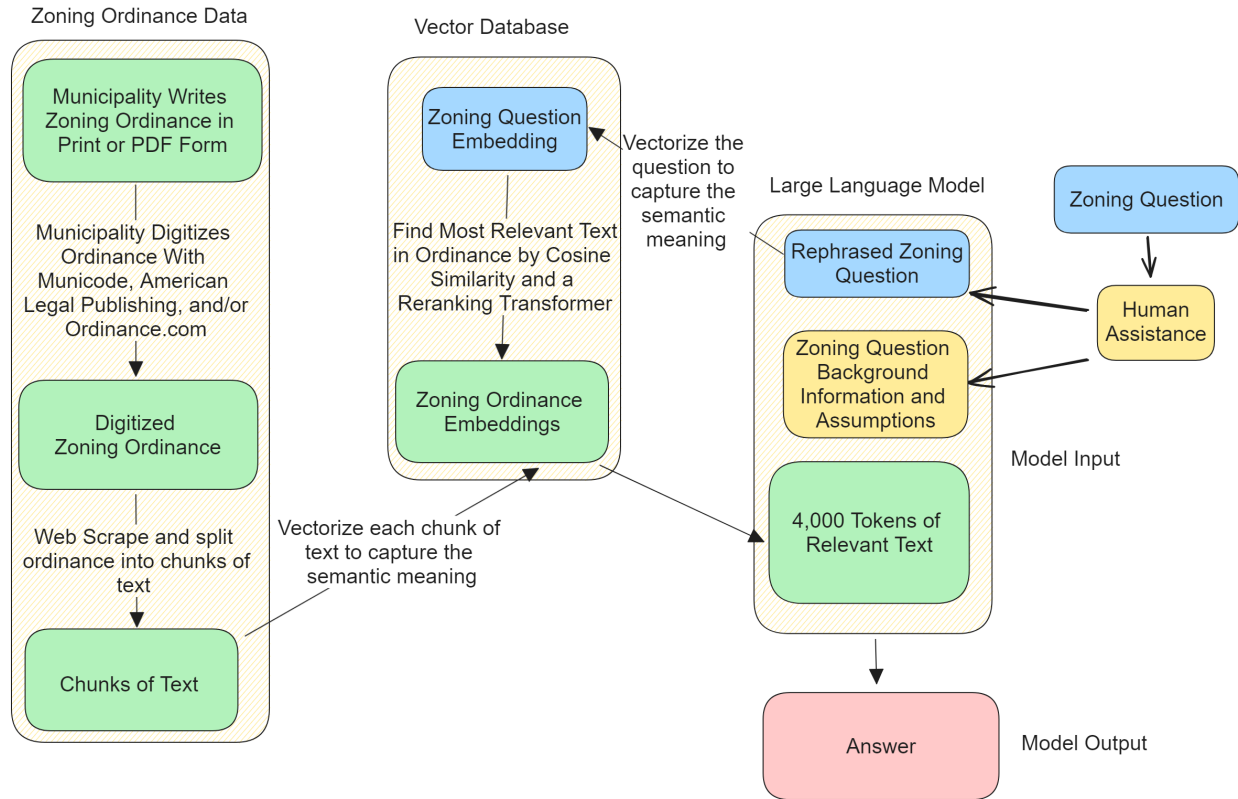 Zoning Ordinance Data
Municipality Writes
Zoning Ordinance in
Print or PDF Form
Municipality Digitizes
Ordinance With
Municode, American
Legal Publishing, and/or
Ordinance.com
Digitized
Zoning Ordinance
Web Scrape and split
ordinance into chunks of
text
Chunks of Text
Vectorize each chunk of
text to capture the
semantic meaning
Vector Database
Zoning Question
Embedding
Find Most Relevant Text
in Ordinance by Cosine
Similarity and a
Reranking Transformer
Zoning Ordinance
Embeddings
Vectorize the
question to
capture the
semantic
meaning
Large Language Model
Rephrased Zoning
Question
Zoning Question
Background
Information and
Assumptions
4,000 Tokens of
Relevant Text
Zoning Question
Human
Assistance
Model Input
Answer
Model Output